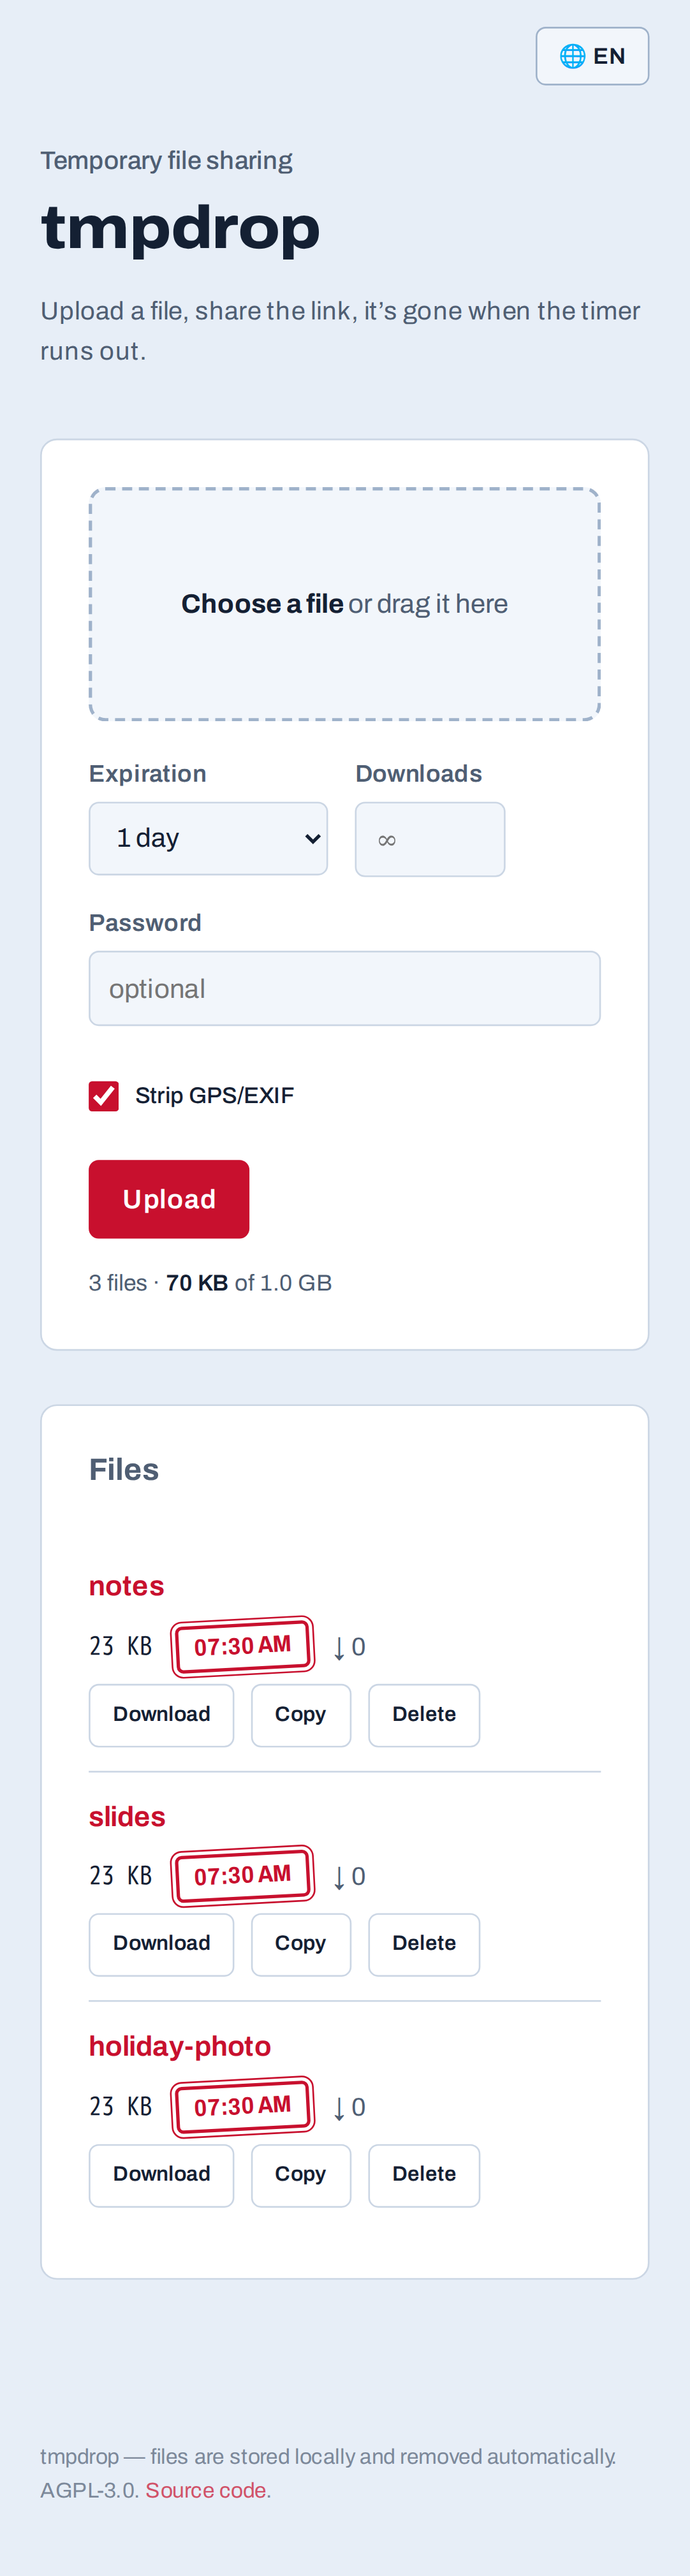 🌐 EN
Temporary file sharing
tmpdrop
Upload a file, share the link, it’s gone when the timer
runs out.
Choose a file or drag it here
Expiration Downloads
1 day ∞
Password
optional
Strip GPS/EXIF
Upload
3 files · 70 KB of 1.0 GB
Files
notes
23 KB 07:30 AM ↓ 0
Download Copy Delete
slides
23 KB 07:30 AM ↓ 0
Download Copy Delete
holiday-photo
23 KB 07:30 AM ↓ 0
Download Copy Delete
tmpdrop — files are stored locally and removed automatically.
AGPL-3.0. Source code.